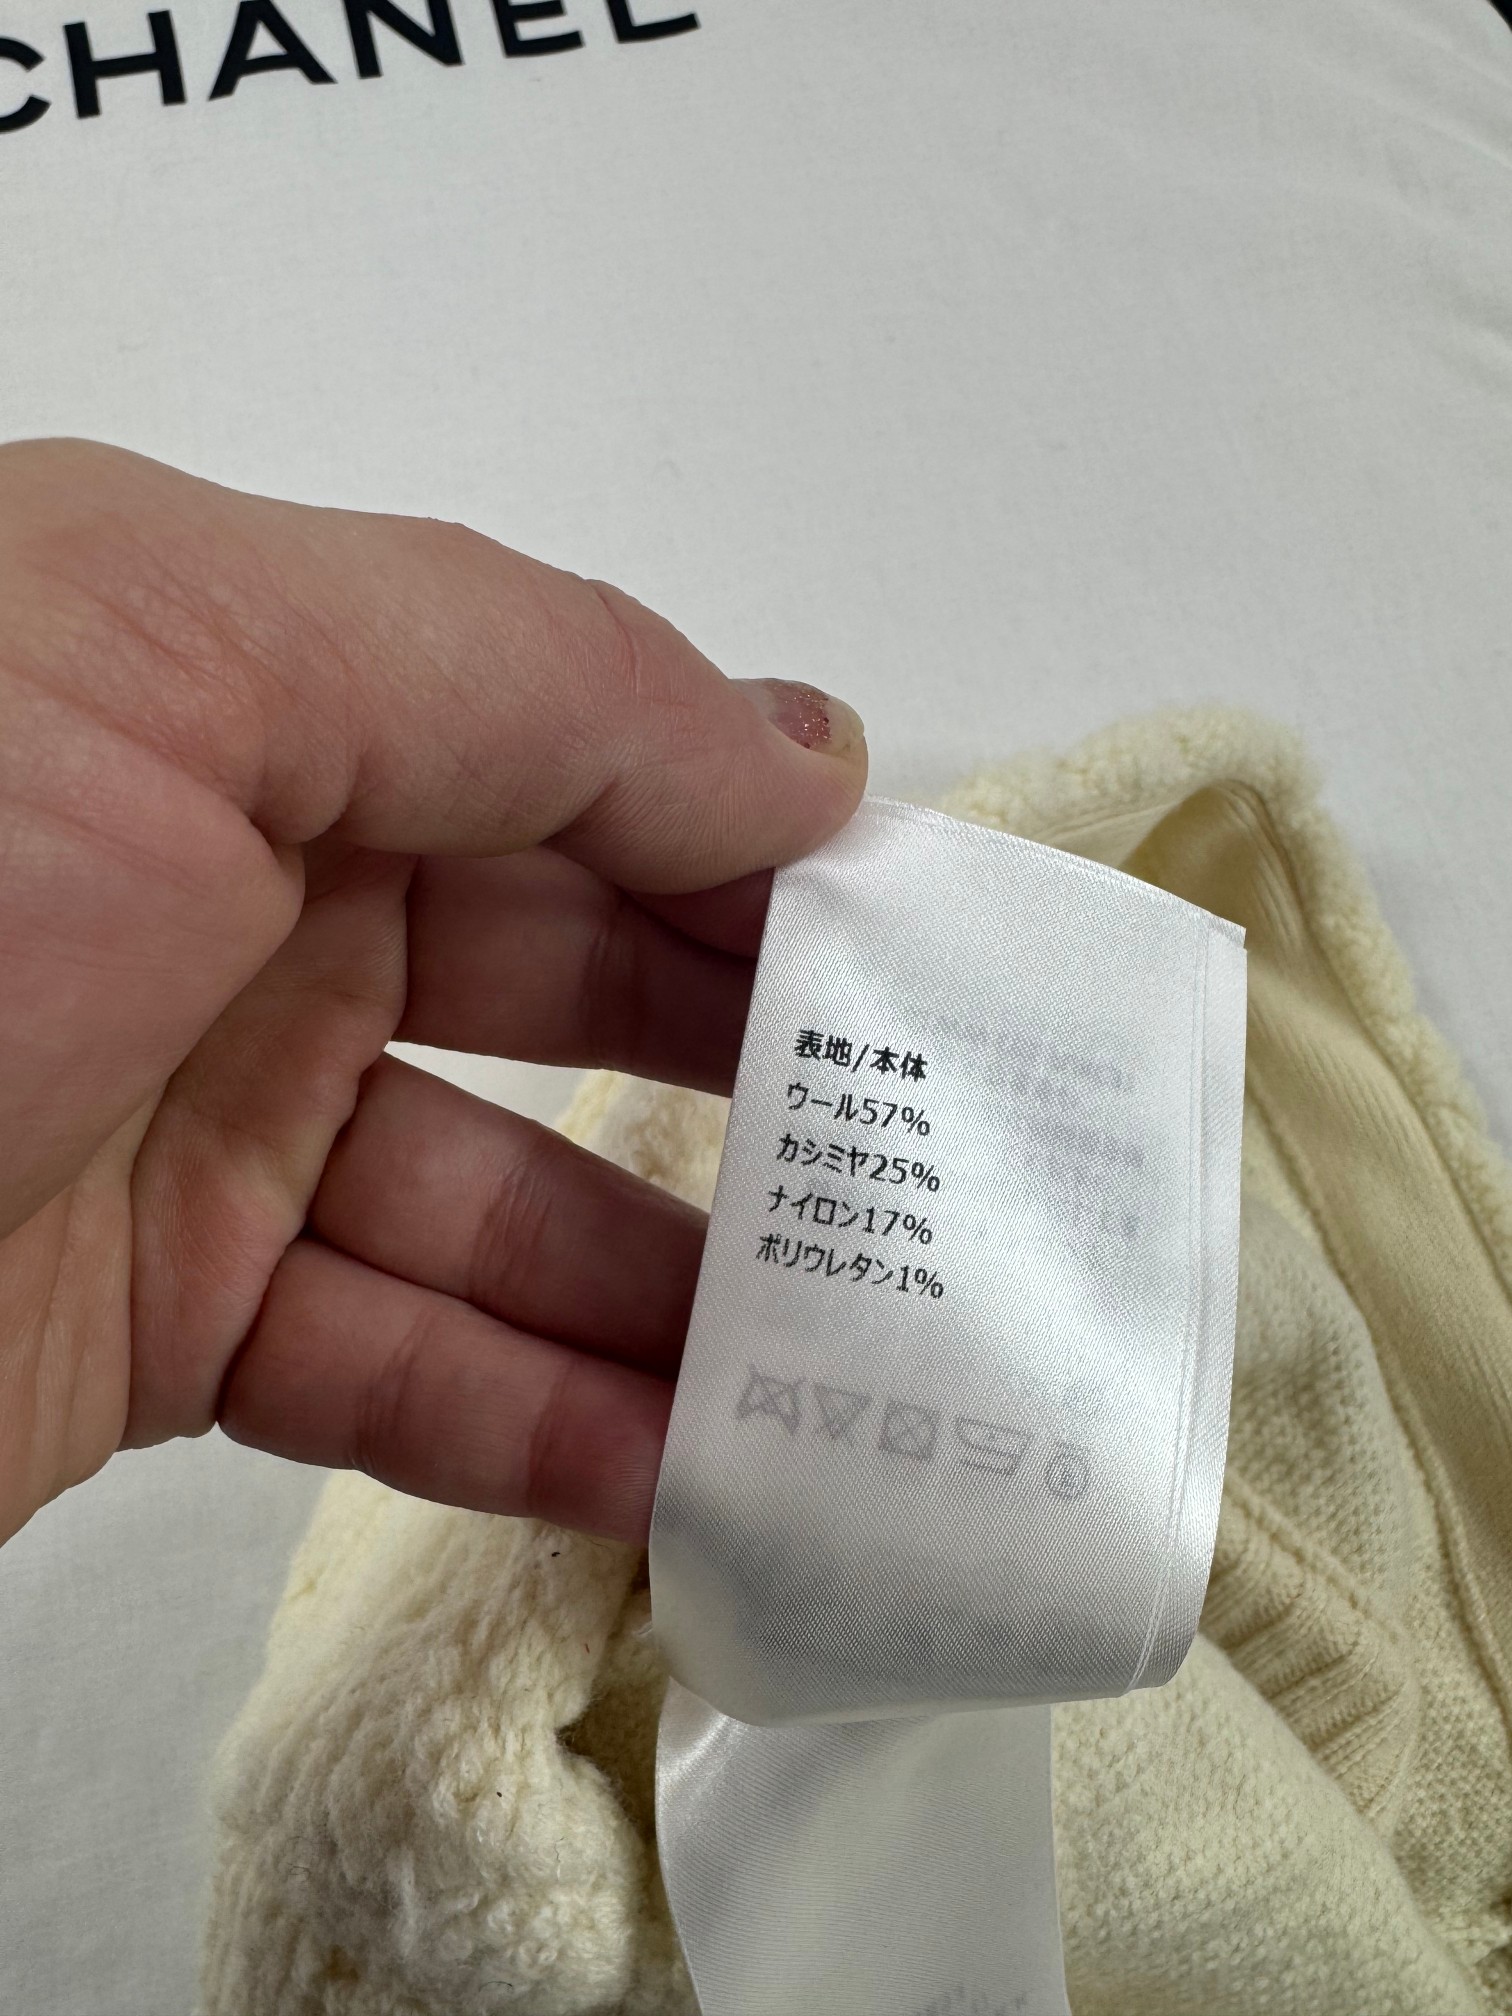 CHANEL
表地/本体
ウール57%
カシミヤ25%
ナイロン17%
ポリウレタン1%